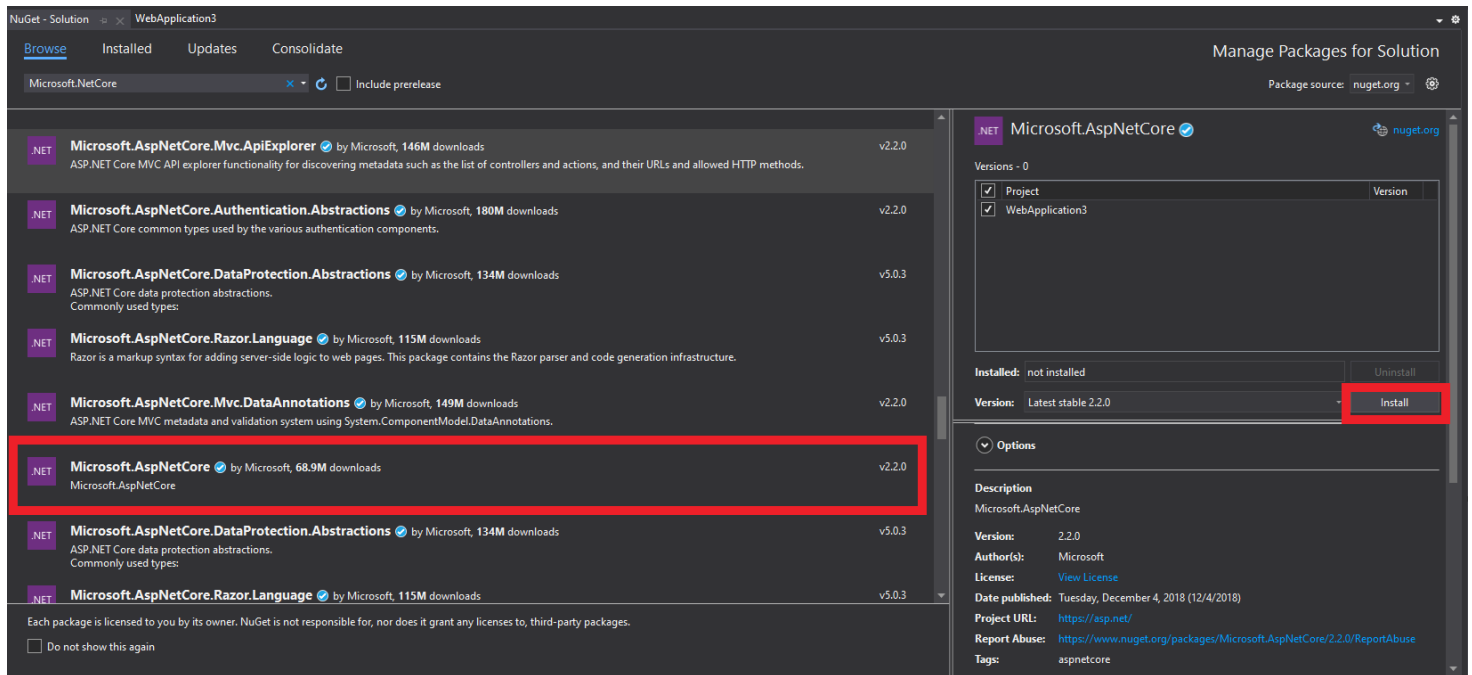 NuGet - Solution
WebApplication3
Browse
Installed
Updates
Consolidate
Manage Packages for Solution
Microsoft.NetCore
Include prerelease
Package source: nuget.org
.NET
Microsoft.AspNetCore.Mvc.ApiExplorer by Microsoft, 146M downloads
v2.2.0
ASP.NET Core MVC API explorer functionality for discovering metadata such as the list of controllers and actions, and their URLs and allowed HTTP methods.
.NET
Microsoft.AspNetCore.Authentication.Abstractions by Microsoft, 180M downloads
v2.2.0
ASP.NET Core common types used by the various authentication components.
.NET
Microsoft.AspNetCore.DataProtection.Abstractions by Microsoft, 134M downloads
v5.0.3
ASP.NET Core data protection abstractions.
Commonly used types:
.NET
Microsoft.AspNetCore.Razor.Language by Microsoft, 115M downloads
v5.0.3
Razor is a markup syntax for adding server-side logic to web pages. This package contains the Razor parser and code generation infrastructure.
.NET
Microsoft.AspNetCore.Mvc.DataAnnotations by Microsoft, 149M downloads
v2.2.0
ASP.NET Core MVC metadata and validation system using System.ComponentModel.DataAnnotations.
.NET
Microsoft.AspNetCore by Microsoft, 68.9M downloads
v2.2.0
Microsoft.AspNetCore
.NET
Microsoft.AspNetCore.DataProtection.Abstractions by Microsoft, 134M downloads
v5.0.3
ASP.NET Core data protection abstractions.
Commonly used types:
.NET
Microsoft.AspNetCore.Razor.Language by Microsoft, 115M downloads
v5.0.3
Each package is licensed to you by its owner. NuGet is not responsible for, nor does it grant any licenses to, third-party packages.
Do not show this again
.NET
Microsoft.AspNetCore
nuget.org
Versions - 0
Project
Version
WebApplication3
Installed: not installed
Uninstall
Version: Latest stable 2.2.0
Install
Options
Description
Microsoft.AspNetCore
Version: 2.2.0
Author(s): Microsoft
License: View License
Date published: Tuesday, December 4, 2018 (12/4/2018)
Project URL: https://asp.net/
Report Abuse: https://www.nuget.org/packages/Microsoft.AspNetCore/2.2.0/ReportAbuse
Tags: aspnetcore